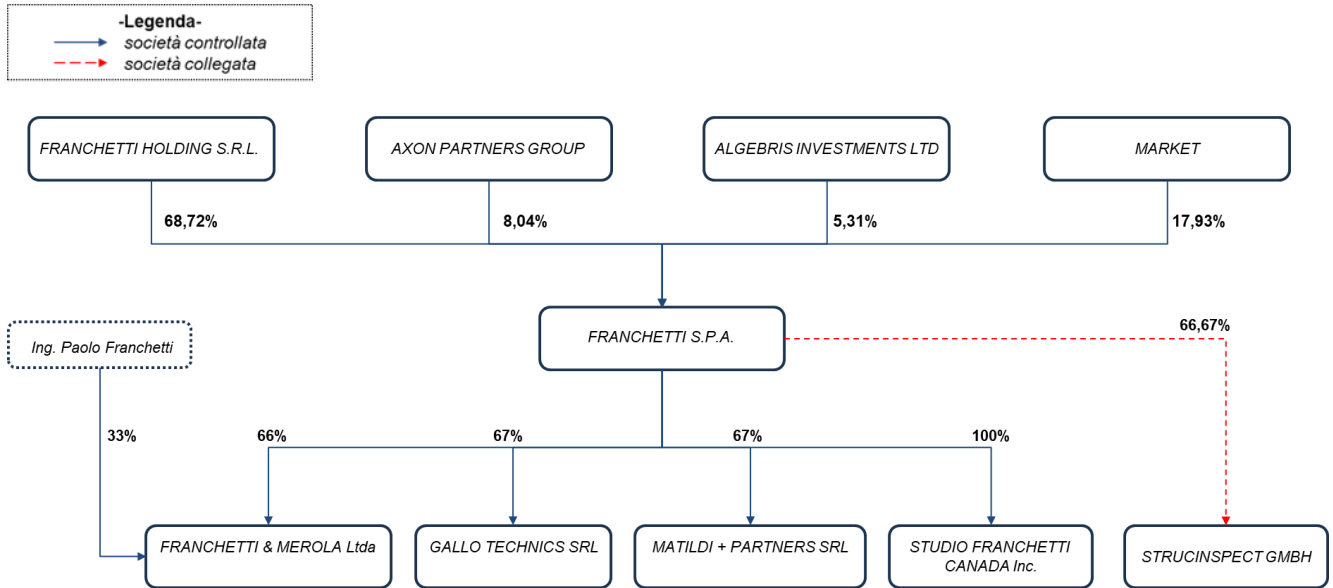 -Legenda-
società controllata
società collegata
FRANCHETTI HOLDING S.R.L.
AXON PARTNERS GROUP
ALGEBRIS INVESTMENTS LTD
MARKET
68,72%
8,04%
5,31%
17,93%
Ing. Paolo Franchetti
FRANCHETTI S.P.A.
66,67%
33%
66%
67%
67%
100%
FRANCHETTI & MEROLA Ltda
GALLO TECHNICS SRL
MATILDI + PARTNERS SRL
STUDIO FRANCHETTI
CANADA Inc.
STRUCINSPECT GMBH